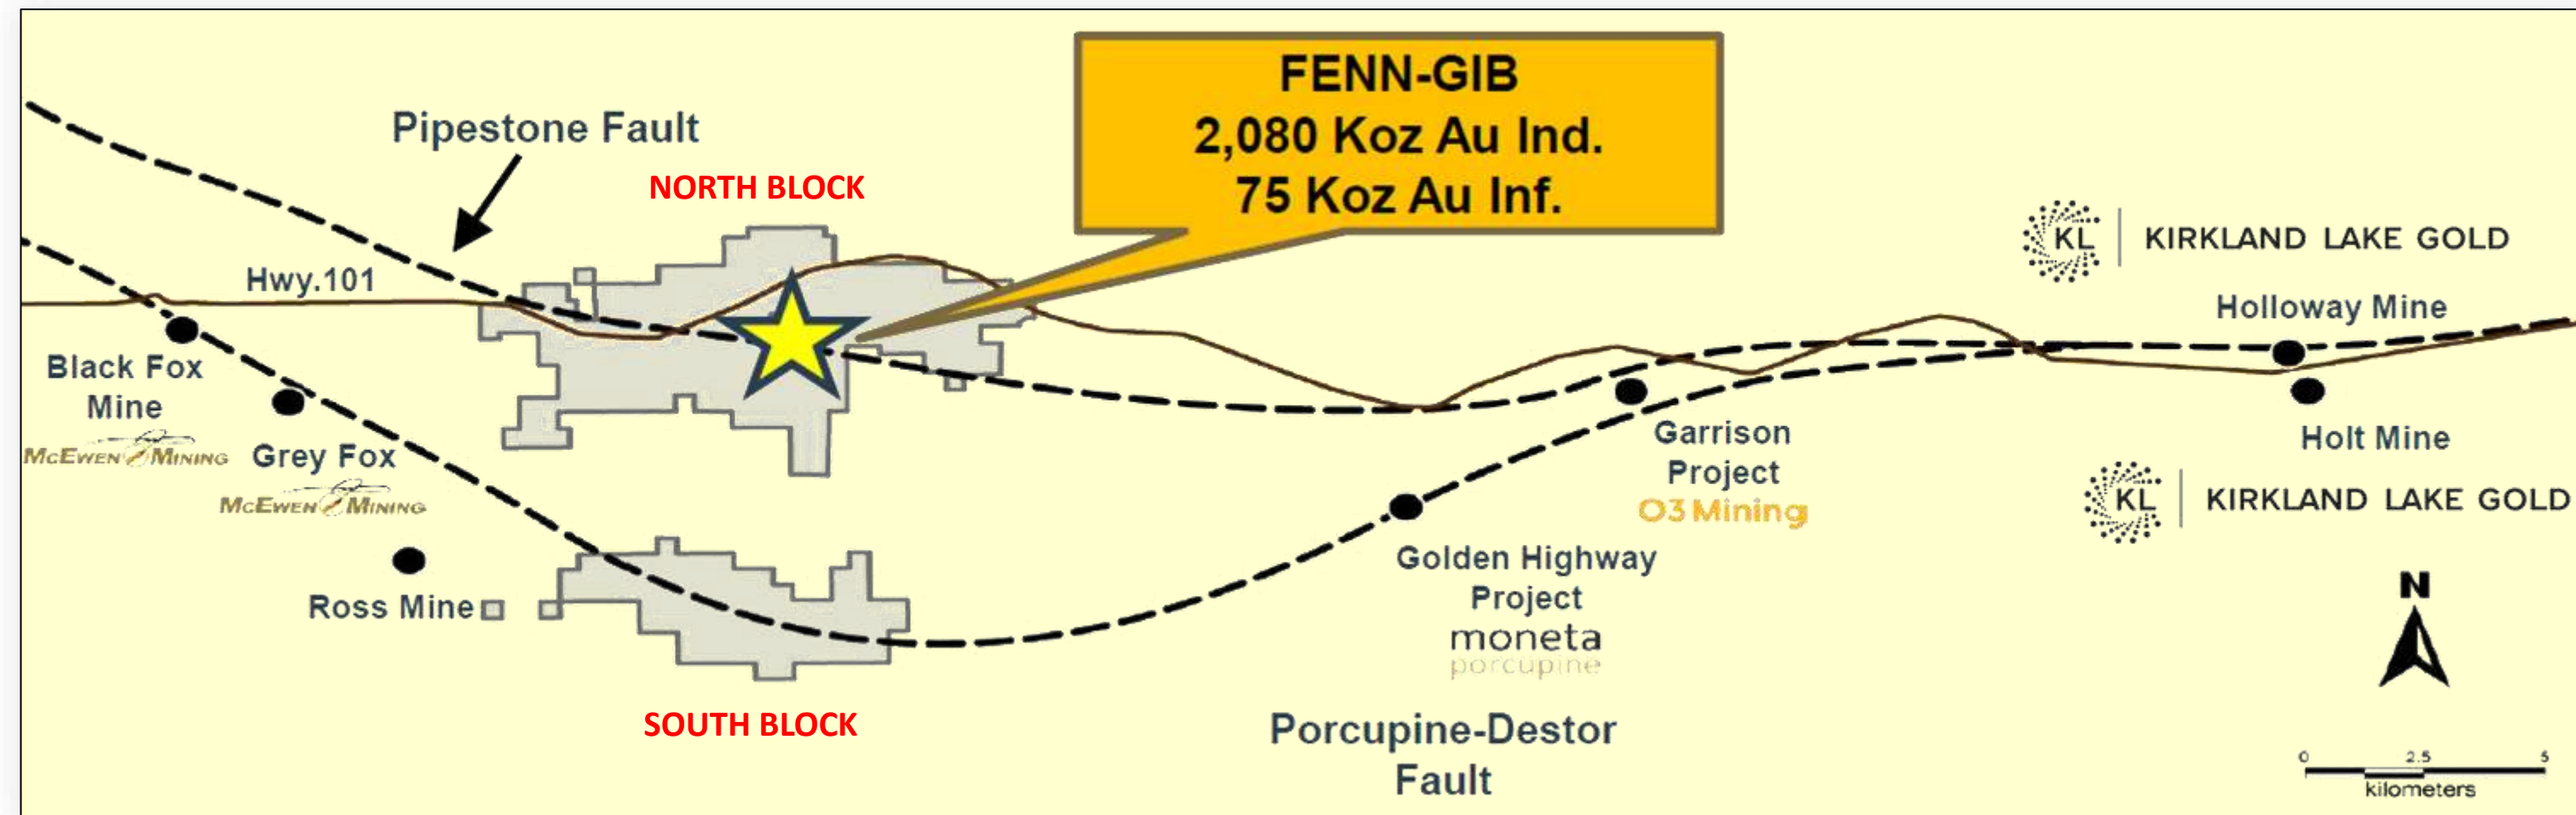 FENN-GIB
2,080 Koz Au Ind.
75 Koz Au Inf.
Pipestone Fault
NORTH BLOCK
Hwy.101
KL
KIRKLAND LAKE GOLD
Holloway Mine
Black Fox
Mine
McEwen Mining
Grey Fox
McEwen Mining
Ross Mine
Garrison
Project
O3 Mining
Holt Mine
KL
KIRKLAND LAKE GOLD
Golden Highway
Project
moneta
porcupine
SOUTH BLOCK
Porcupine-Destor
Fault
N
0 2.5 5
kilometers